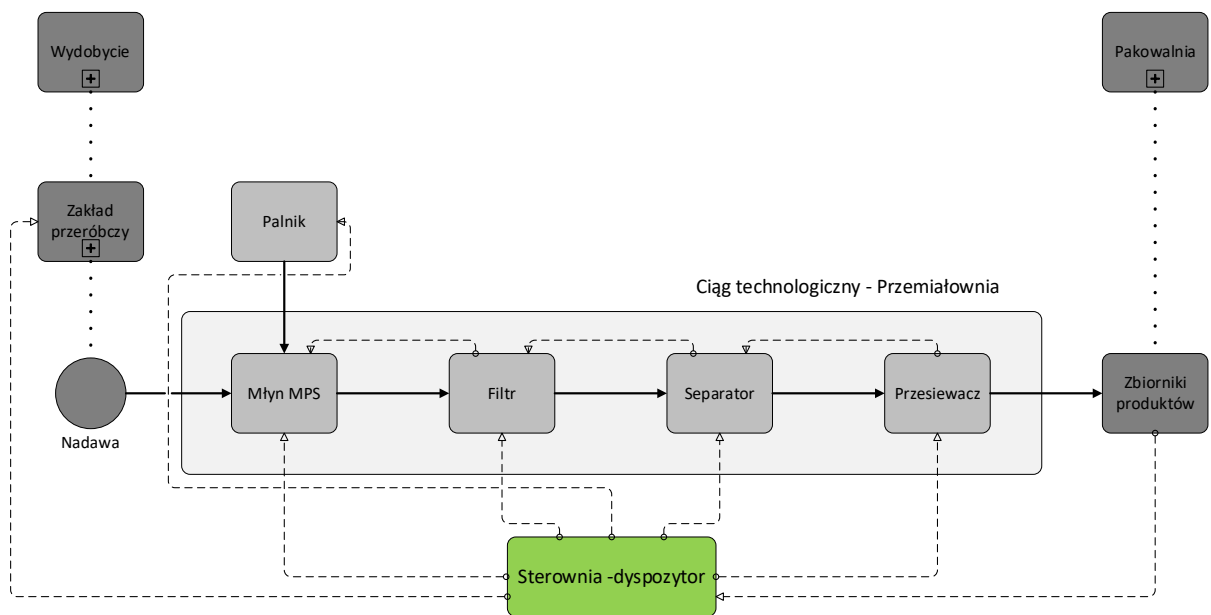 Wydobycie
Pakowalnia
Zakład
przeróbczy
Palnik
Ciąg technologiczny - Przemiałownia
Młyn MPS
Filtr
Separator
Przesiewacz
Zbiorniki
produktów
Nadawa
Sterownia -dyspozytor